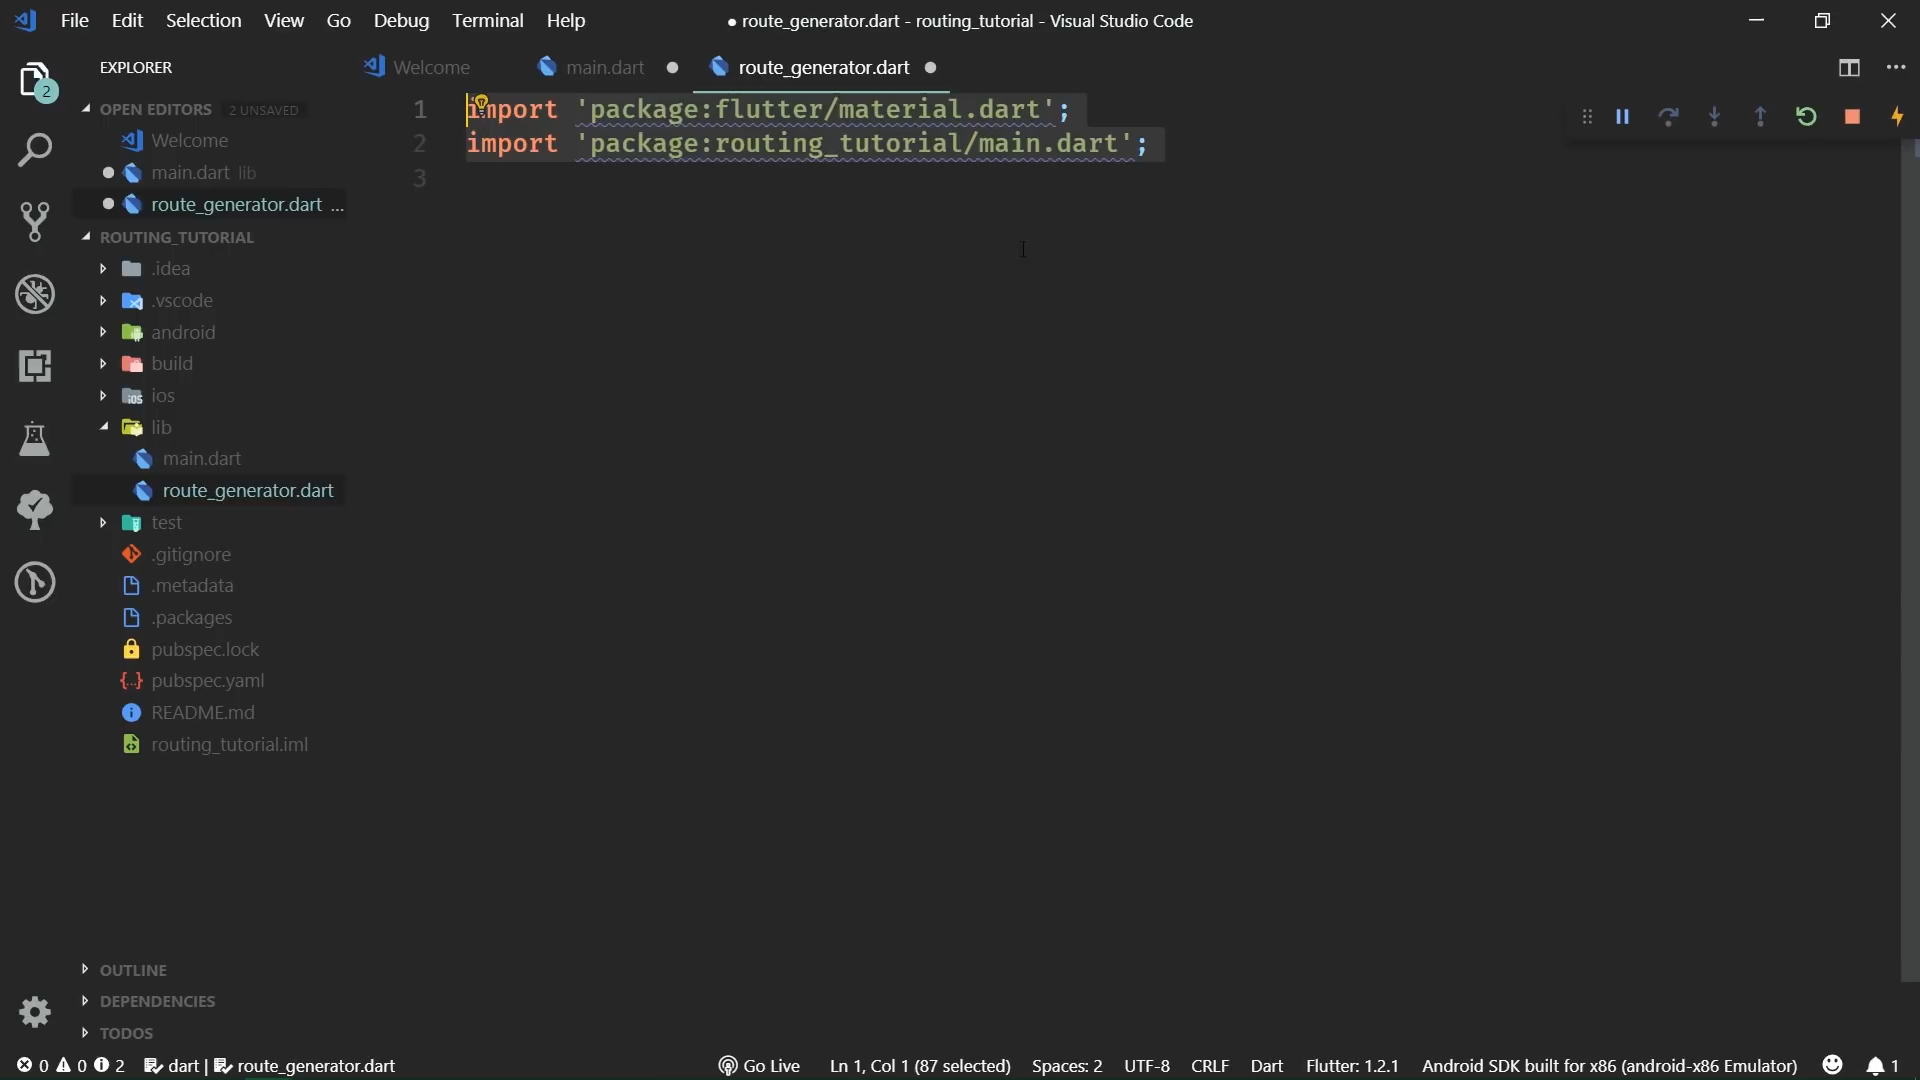 File Edit Selection View Go Debug Terminal Help
● route_generator.dart - routing_tutorial - Visual Studio Code
EXPLORER
Welcome
main.dart
route_generator.dart
2
OPEN EDITORS 2 UNSAVED
Welcome
main.dart lib
route_generator.dart ...
ROUTING_TUTORIAL
.idea
.vscode
android
build
ios
lib
main.dart
route_generator.dart
test
.gitignore
.metadata
.packages
pubspec.lock
pubspec.yaml
README.md
routing_tutorial.iml
OUTLINE
DEPENDENCIES
TODOS
1 import 'package:flutter/material.dart';
2 import 'package:routing_tutorial/main.dart';
3
0 0 2 dart | route_generator.dart
Go Live Ln 1, Col 1 (87 selected) Spaces: 2 UTF-8 CRLF Dart Flutter: 1.2.1 Android SDK built for x86 (android-x86 Emulator) 1